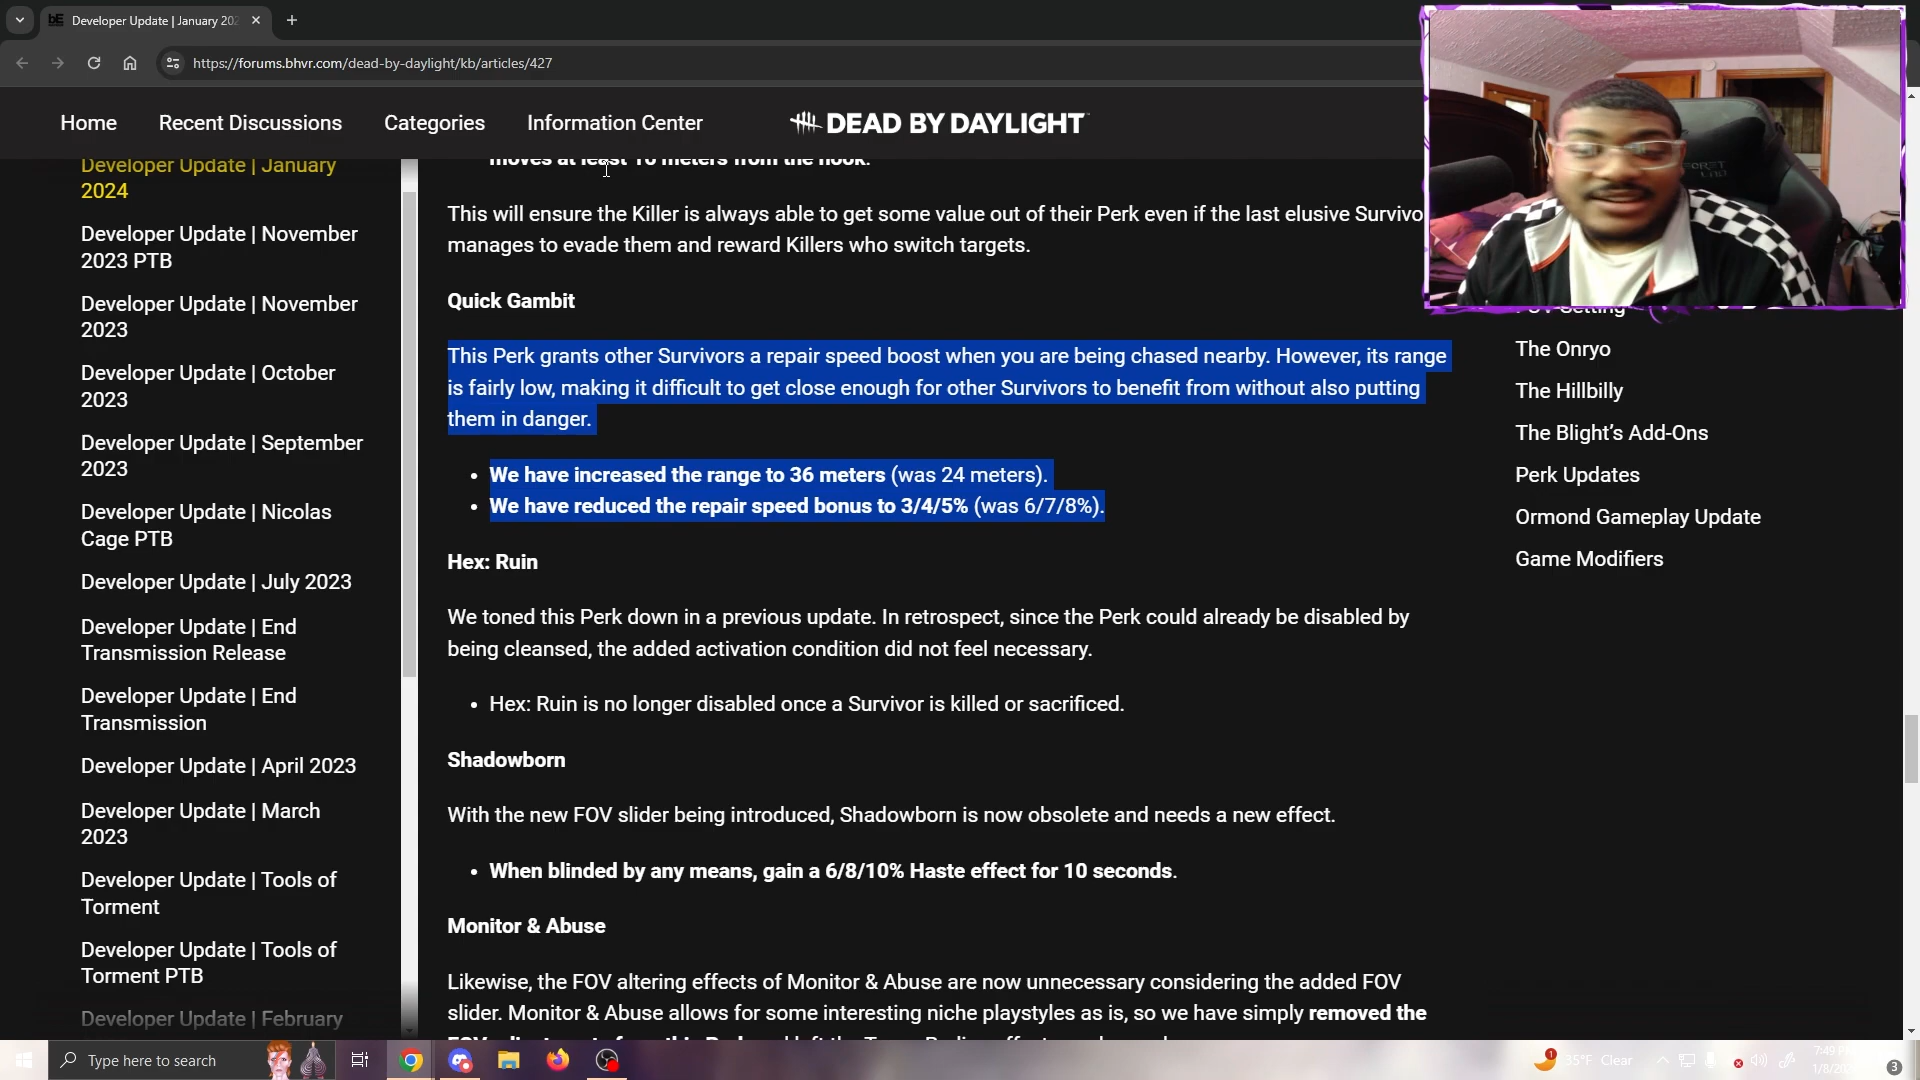 Developer Update | January 202
https://forums.bhvr.com/dead-by-daylight/kb/articles/427
Home Recent Discussions Categories Information Center DEAD BY DAYLIGHT
Developer Update | January
2024
Developer Update | November
2023 PTB
Developer Update | November
2023
Developer Update | October
2023
Developer Update | September
2023
Developer Update | Nicolas
Cage PTB
Developer Update | July 2023
Developer Update | End
Transmission Release
Developer Update | End
Transmission
Developer Update | April 2023
Developer Update | March
2023
Developer Update | Tools of
Torment
Developer Update | Tools of
Torment PTB
Developer Update | February
moves at least 16 meters from the hook.
This will ensure the Killer is always able to get some value out of their Perk even if the last elusive Survivo
manages to evade them and reward Killers who switch targets.
Quick Gambit
This Perk grants other Survivors a repair speed boost when you are being chased nearby. However, its range
is fairly low, making it difficult to get close enough for other Survivors to benefit from without also putting
them in danger.
• We have increased the range to 36 meters (was 24 meters).
• We have reduced the repair speed bonus to 3/4/5% (was 6/7/8%).
Hex: Ruin
We toned this Perk down in a previous update. In retrospect, since the Perk could already be disabled by
being cleansed, the added activation condition did not feel necessary.
• Hex: Ruin is no longer disabled once a Survivor is killed or sacrificed.
Shadowborn
With the new FOV slider being introduced, Shadowborn is now obsolete and needs a new effect.
• When blinded by any means, gain a 6/8/10% Haste effect for 10 seconds.
Monitor & Abuse
Likewise, the FOV altering effects of Monitor & Abuse are now unnecessary considering the added FOV
slider. Monitor & Abuse allows for some interesting niche playstyles as is, so we have simply removed the
FOV Setting
The Onryo
The Hillbilly
The Blight's Add-Ons
Perk Updates
Ormond Gameplay Update
Game Modifiers
Type here to search
1
35°F Clear
3